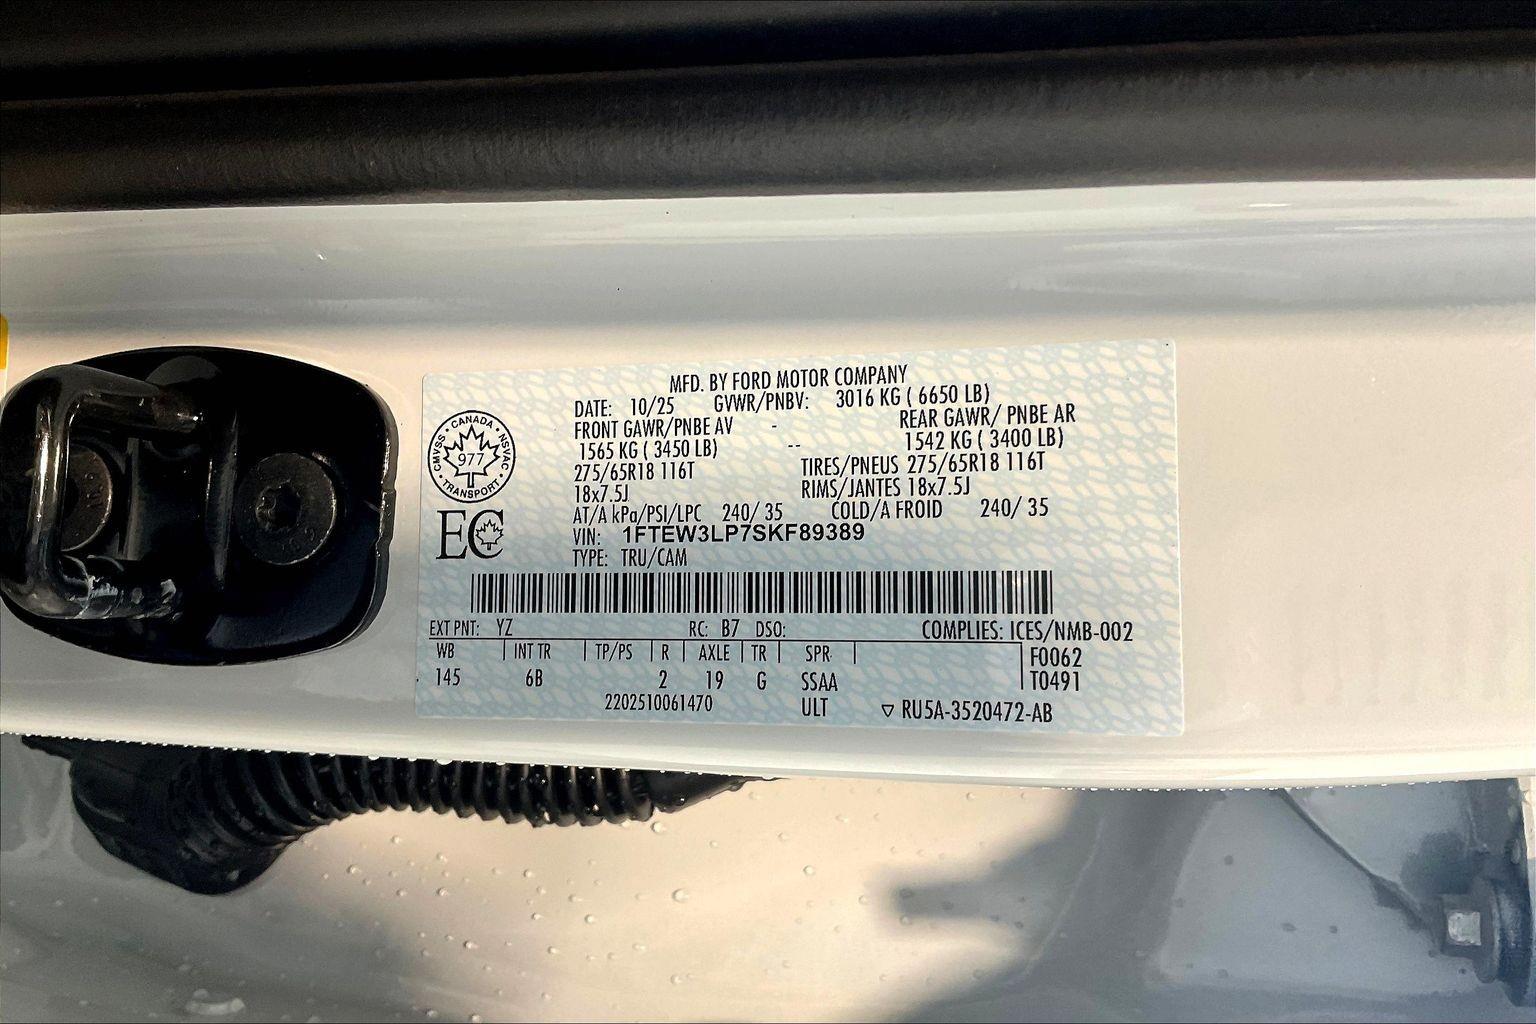 MFD. BY FORD MOTOR COMPANY
DATE: 10/25 GVWR/PNBV: 3016 KG ( 6650 LB)
FRONT GAWR/PNBE AV - REAR GAWR/ PNBE AR
1565 KG ( 3450 LB) -- 1542 KG ( 3400 LB)
275/65R18 116T TIRES/PNEUS 275/65R18 116T
18x7.5J RIMS/JANTES 18x7.5J
AT/A kPa/PSI/LPC 240/ 35 COLD/A FROID 240/ 35
VIN: 1FTEW3LP7SKF89389
TYPE: TRU/CAM
CMVSS • CANADA • NSVAC • TRANSPORT •
977
EC
EXT PNT: YZ RC: B7 DSO: COMPLIES: ICES/NMB-002
WB | INT TR | TP/PS | R | AXLE | TR | SPR | F0062
145 6B 2 19 G SSAA T0491
2202510061470 ULT ▽ RU5A-3520472-AB